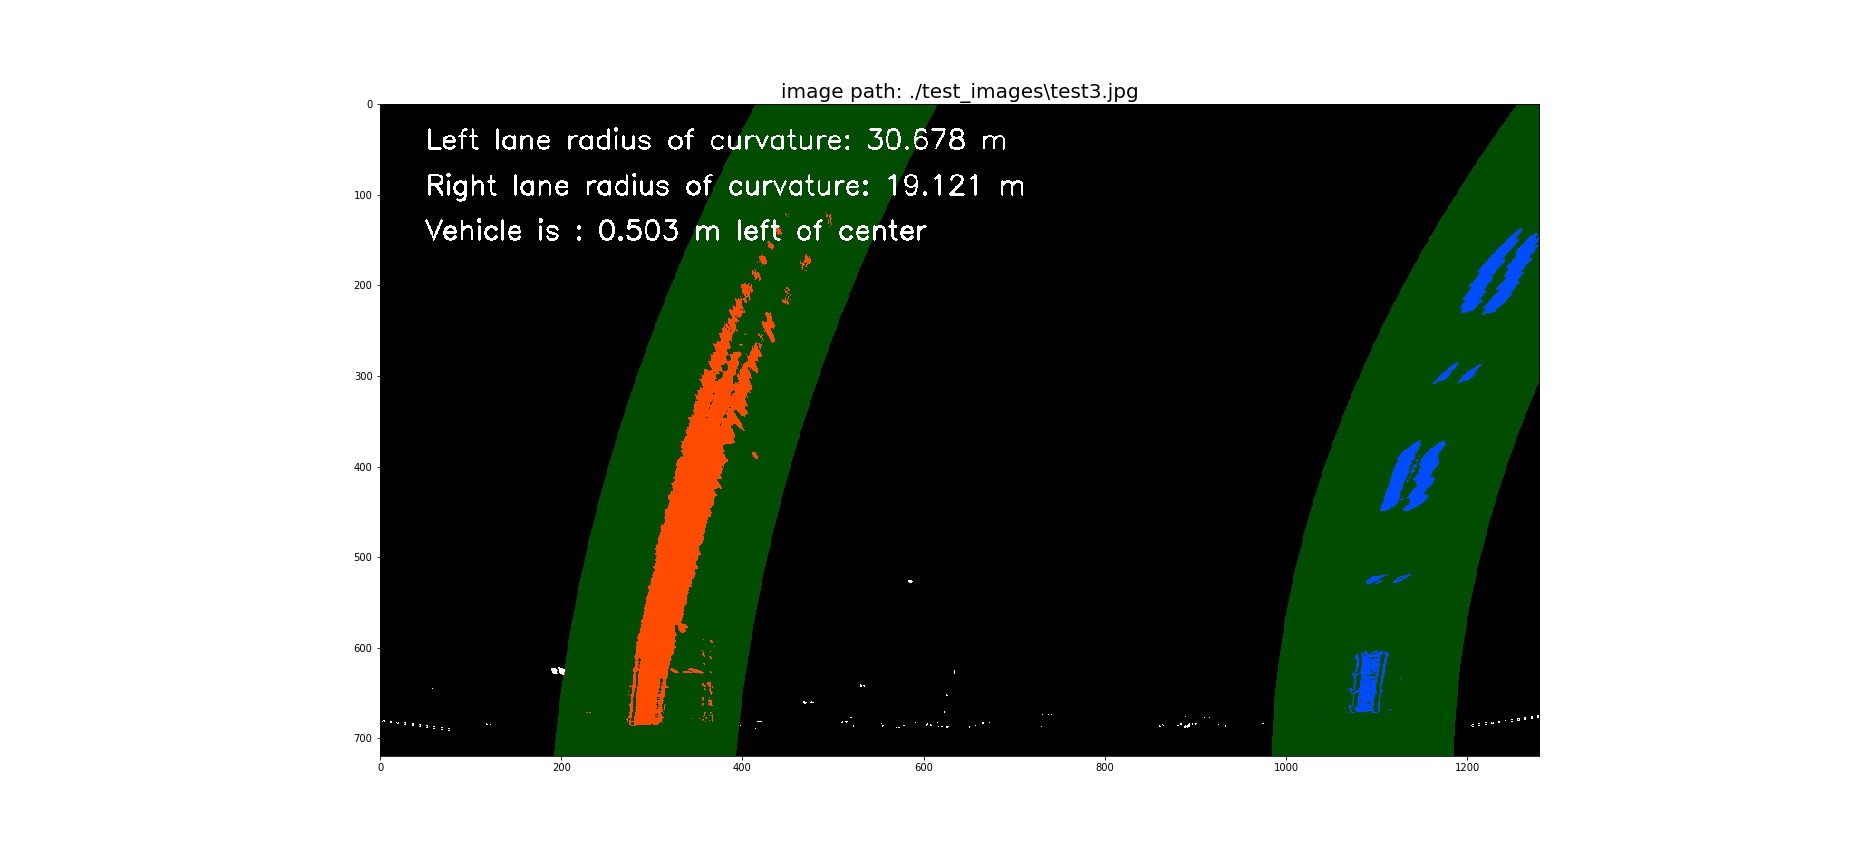 image path: ./test_images\test3.jpg
Left lane radius of curvature: 30.678 m
Right lane radius of curvature: 19.121 m
Vehicle is : 0.503 m left of center
0
100
200
300
400
500
600
700
0 200 400 600 800 1000 1200